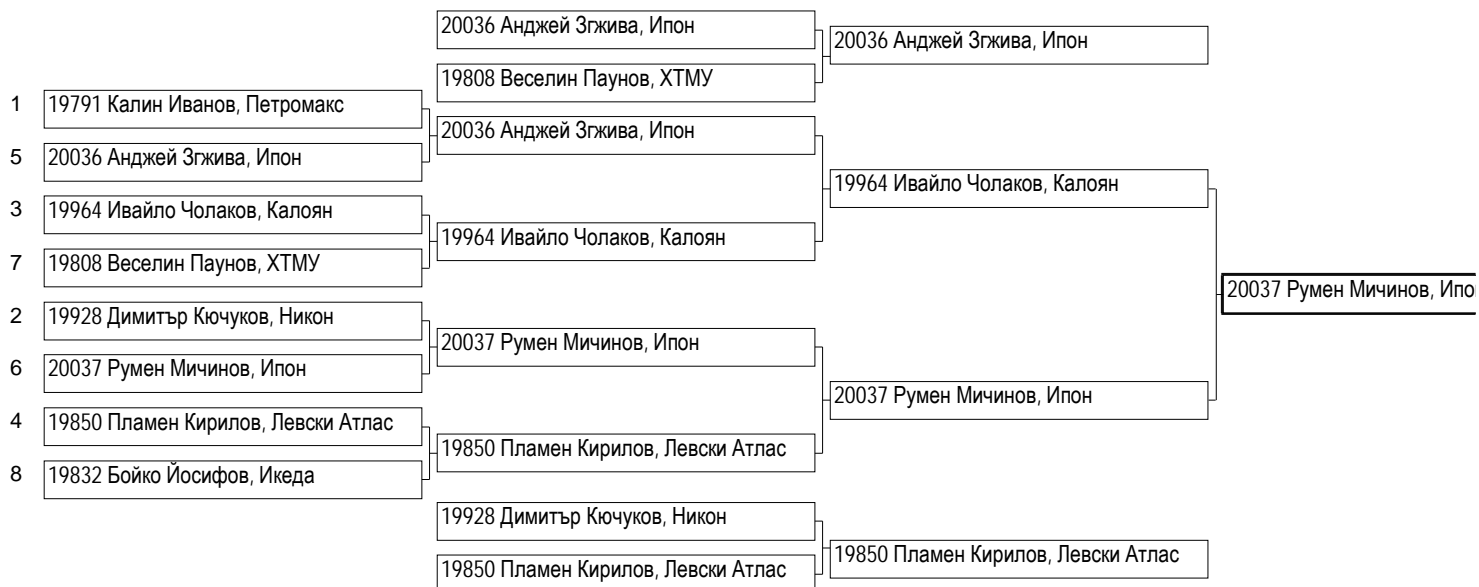 20036 Анджей Згжива, Ипон
20036 Анджей Згжива, Ипон
19808 Веселин Паунов, ХТМУ
1 19791 Калин Иванов, Петромакс
20036 Анджей Згжива, Ипон
5 20036 Анджей Згжива, Ипон
19964 Ивайло Чолаков, Калоян
3 19964 Ивайло Чолаков, Калоян
19964 Ивайло Чолаков, Калоян
7 19808 Веселин Паунов, ХТМУ
20037 Румен Мичинов, Ипо
2 19928 Димитър Кючуков, Никон
20037 Румен Мичинов, Ипон
6 20037 Румен Мичинов, Ипон
20037 Румен Мичинов, Ипон
4 19850 Пламен Кирилов, Левски Атлас
19850 Пламен Кирилов, Левски Атлас
8 19832 Бойко Йосифов, Икеда
19928 Димитър Кючуков, Никон
19850 Пламен Кирилов, Левски Атлас
19850 Пламен Кирилов, Левски Атлас